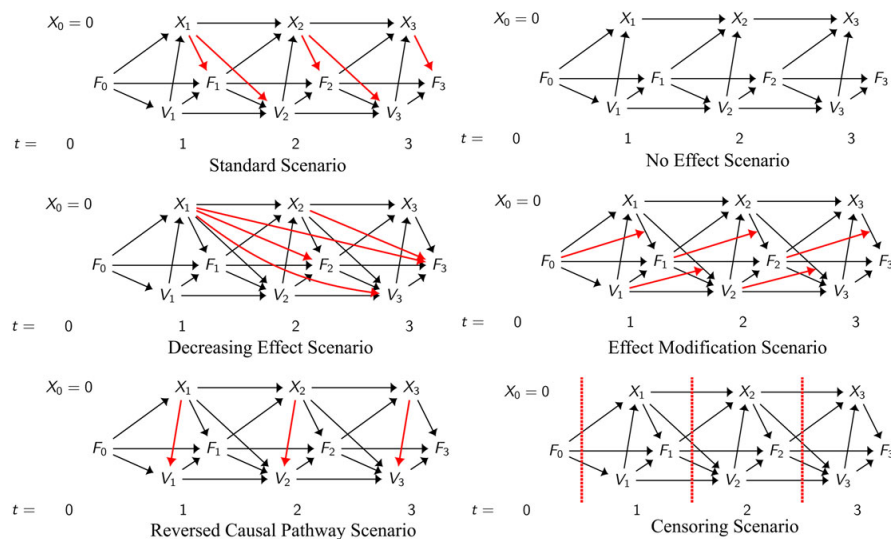 X₀ = 0 X₁ X₂ X₃
F₀ F₁ F₂ F₃
V₁ V₂ V₃
t = 0 1 2 3
Standard Scenario
X₀ = 0 X₁ X₂ X₃
F₀ F₁ F₂ F₃
V₁ V₂ V₃
t = 0 1 2 3
No Effect Scenario
X₀ = 0 X₁ X₂ X₃
F₀ F₁ F₂ F₃
V₁ V₂ V₃
t = 0 1 2 3
Decreasing Effect Scenario
X₀ = 0 X₁ X₂ X₃
F₀ F₁ F₂ F₃
V₁ V₂ V₃
t = 0 1 2 3
Effect Modification Scenario
X₀ = 0 X₁ X₂ X₃
F₀ F₁ F₂ F₃
V₁ V₂ V₃
t = 0 1 2 3
Reversed Causal Pathway Scenario
X₀ = 0 X₁ X₂ X₃
F₀ F₁ F₂ F₃
V₁ V₂ V₃
t = 0 1 2 3
Censoring Scenario